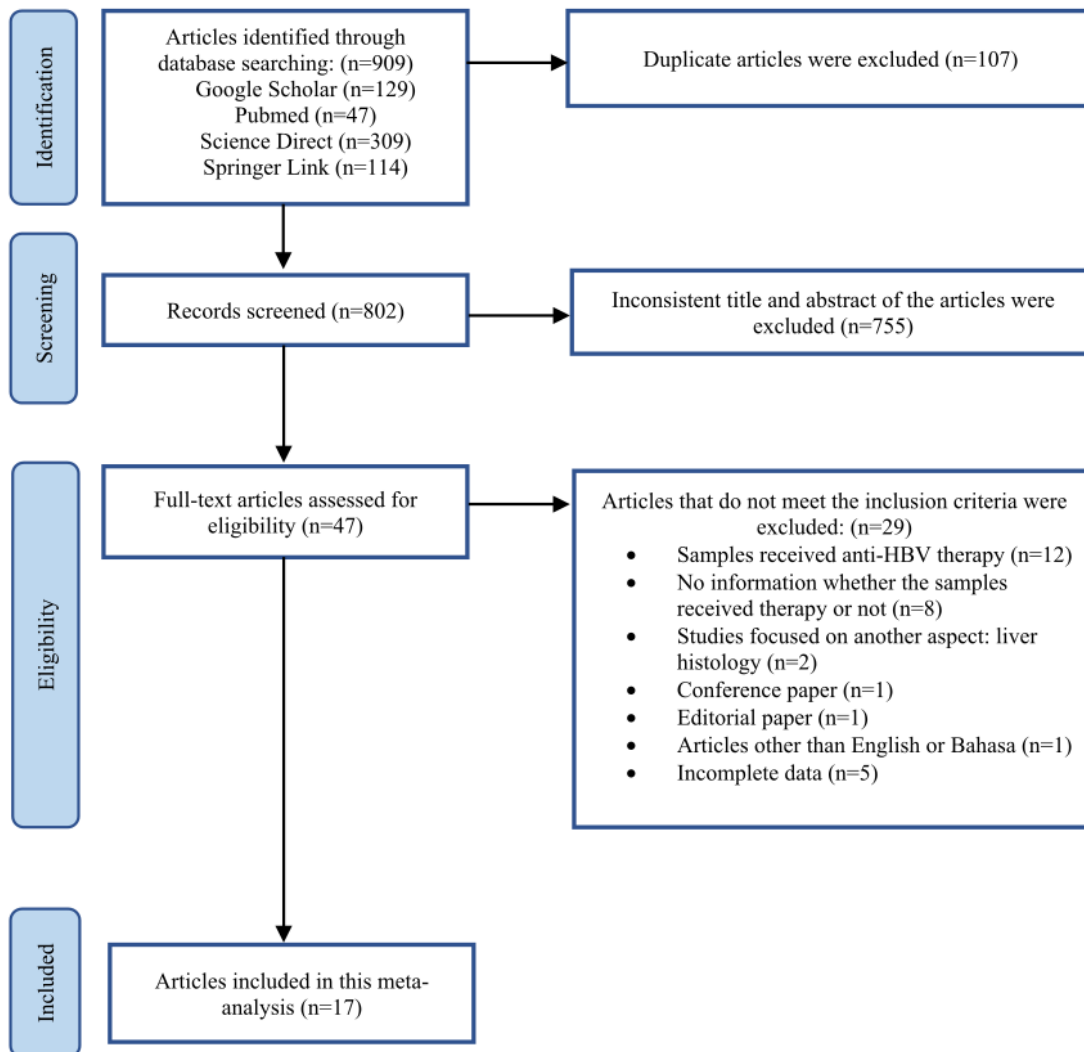 Identification
Articles identified through
database searching: (n=909)
Google Scholar (n=129)
Pubmed (n=47)
Science Direct (n=309)
Springer Link (n=114)
Duplicate articles were excluded (n=107)
Screening
Records screened (n=802)
Inconsistent title and abstract of the articles were
excluded (n=755)
Eligibility
Full-text articles assessed for
eligibility (n=47)
Articles that do not meet the inclusion criteria were
excluded: (n=29)
• Samples received anti-HBV therapy (n=12)
• No information whether the samples
received therapy or not (n=8)
• Studies focused on another aspect: liver
histology (n=2)
• Conference paper (n=1)
• Editorial paper (n=1)
• Articles other than English or Bahasa (n=1)
• Incomplete data (n=5)
Included
Articles included in this meta-
analysis (n=17)